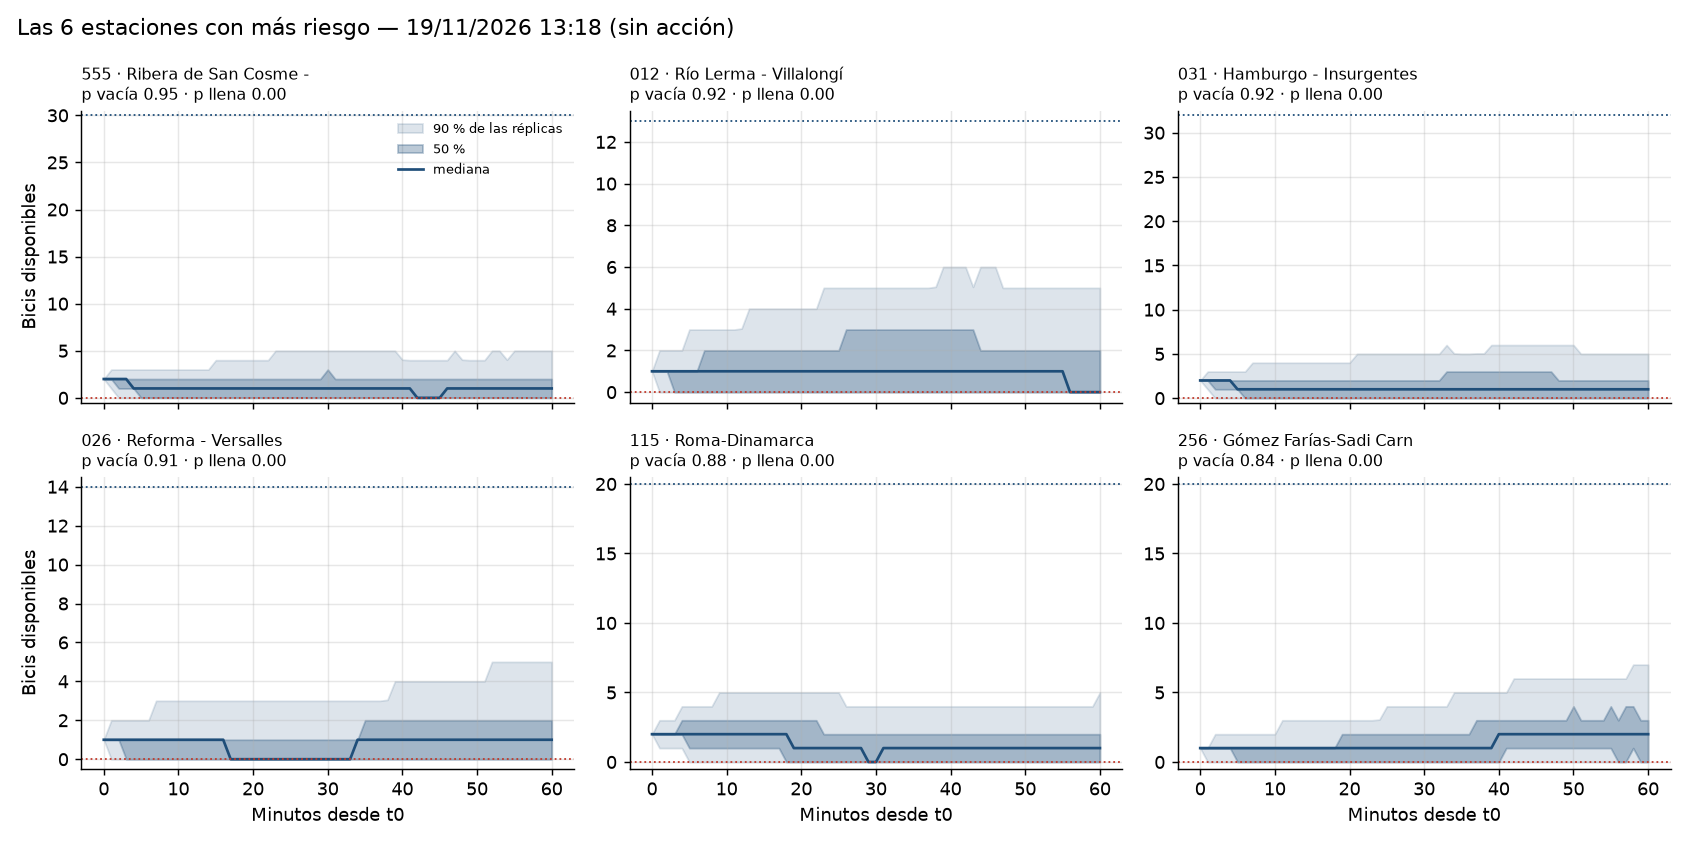 Las 6 estaciones con más riesgo — 19/11/2026 13:18 (sin acción)
555 · Ribera de San Cosme -
p vacía 0.95 · p llena 0.00
30
25
20
15
10
5
0
Bicis disponibles
90 % de las réplicas
50 %
mediana
012 · Río Lerma - Villalongí
p vacía 0.92 · p llena 0.00
12
10
8
6
4
2
0
031 · Hamburgo - Insurgentes
p vacía 0.92 · p llena 0.00
30
25
20
15
10
5
0
026 · Reforma - Versalles
p vacía 0.91 · p llena 0.00
14
12
10
8
6
4
2
0
Bicis disponibles
0 10 20 30 40 50 60
Minutos desde t0
115 · Roma-Dinamarca
p vacía 0.88 · p llena 0.00
20
15
10
5
0
0 10 20 30 40 50 60
Minutos desde t0
256 · Gómez Farías-Sadi Carn
p vacía 0.84 · p llena 0.00
20
15
10
5
0
0 10 20 30 40 50 60
Minutos desde t0